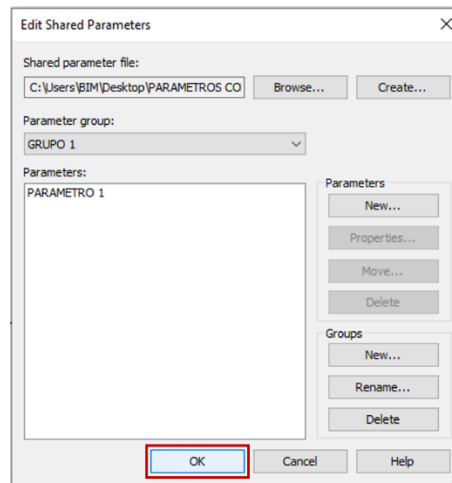 Edit Shared Parameters
Shared parameter file:
C:\Users\BIM\Desktop\PARAMETROS CO
Browse...
Create...
Parameter group:
GRUPO 1
Parameters:
PARAMETRO 1
Parameters
New...
Properties...
Move...
Delete
Groups
New...
Rename...
Delete
OK
Cancel
Help